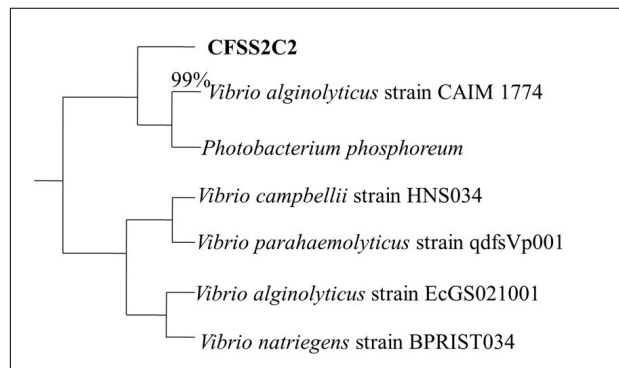 CFSS2C2
99%
Vibrio alginolyticus strain CAIM 1774
Photobacterium phosphoreum
Vibrio campbellii strain HNS034
Vibrio parahaemolyticus strain qdfsVp001
Vibrio alginolyticus strain EcGS021001
Vibrio natriegens strain BPRIST034